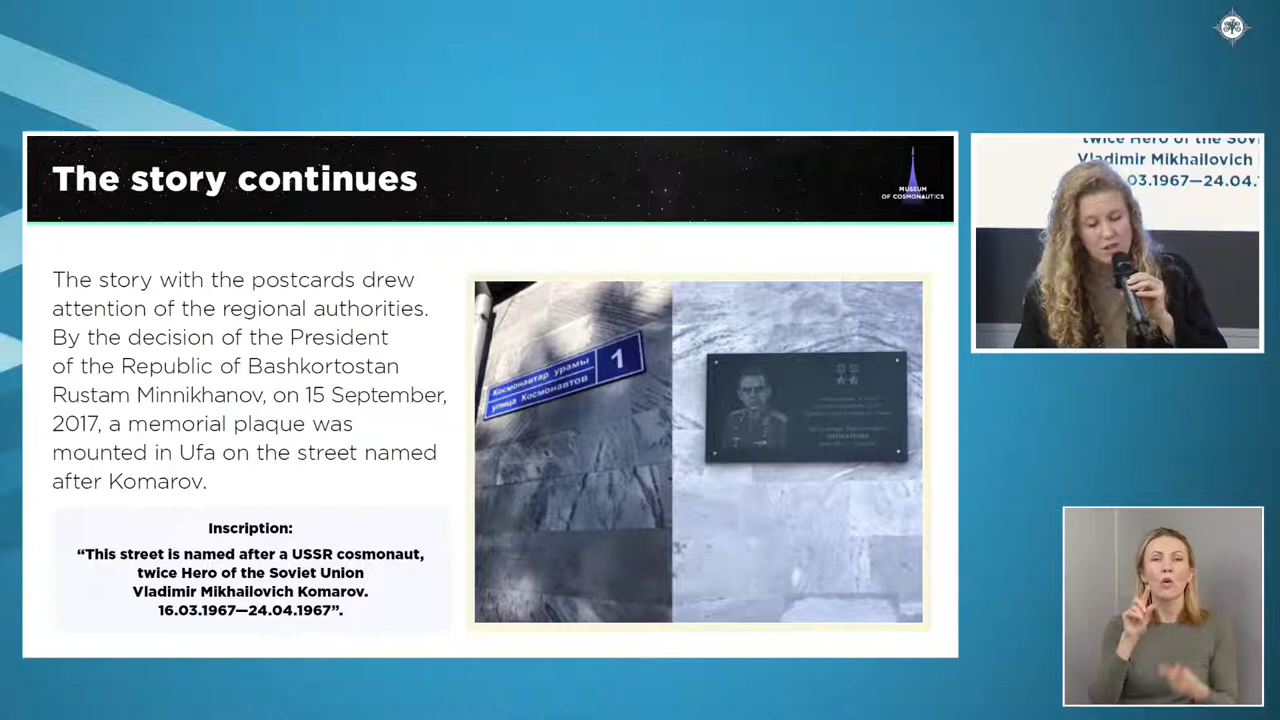 The story continues
MUSEUM
OF COSMONAUTICS
The story with the postcards drew
attention of the regional authorities.
By the decision of the President
of the Republic of Bashkortostan
Rustam Minnikhanov, on 15 September,
2017, a memorial plaque was
mounted in Ufa on the street named
after Komarov.
Inscription:
“This street is named after a USSR cosmonaut,
twice Hero of the Soviet Union
Vladimir Mikhailovich Komarov.
16.03.1967—24.04.1967”.
Космонавтар урамы
улица Космонавтов
1
twice Hero of the Sovi
Vladimir Mikhailovich
.03.1967—24.04.